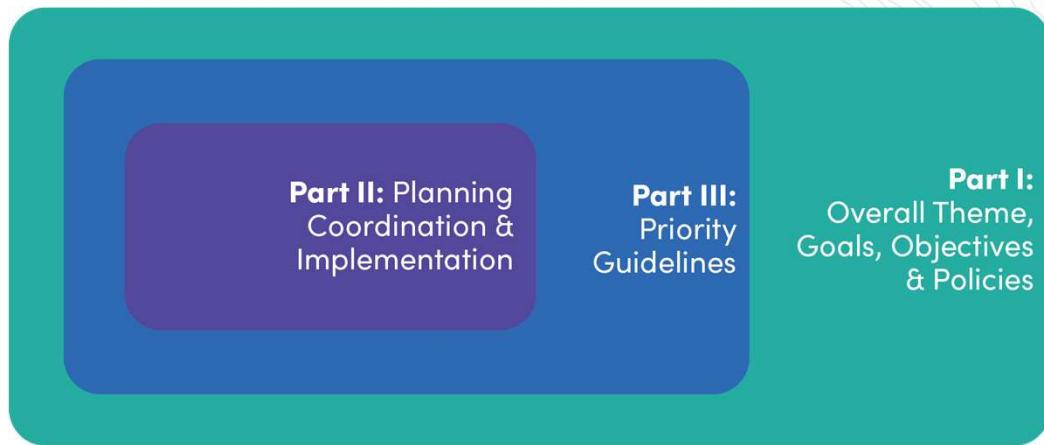 Part II: Planning
Coordination &
Implementation
Part III:
Priority
Guidelines
Part I:
Overall Theme,
Goals, Objectives
& Policies